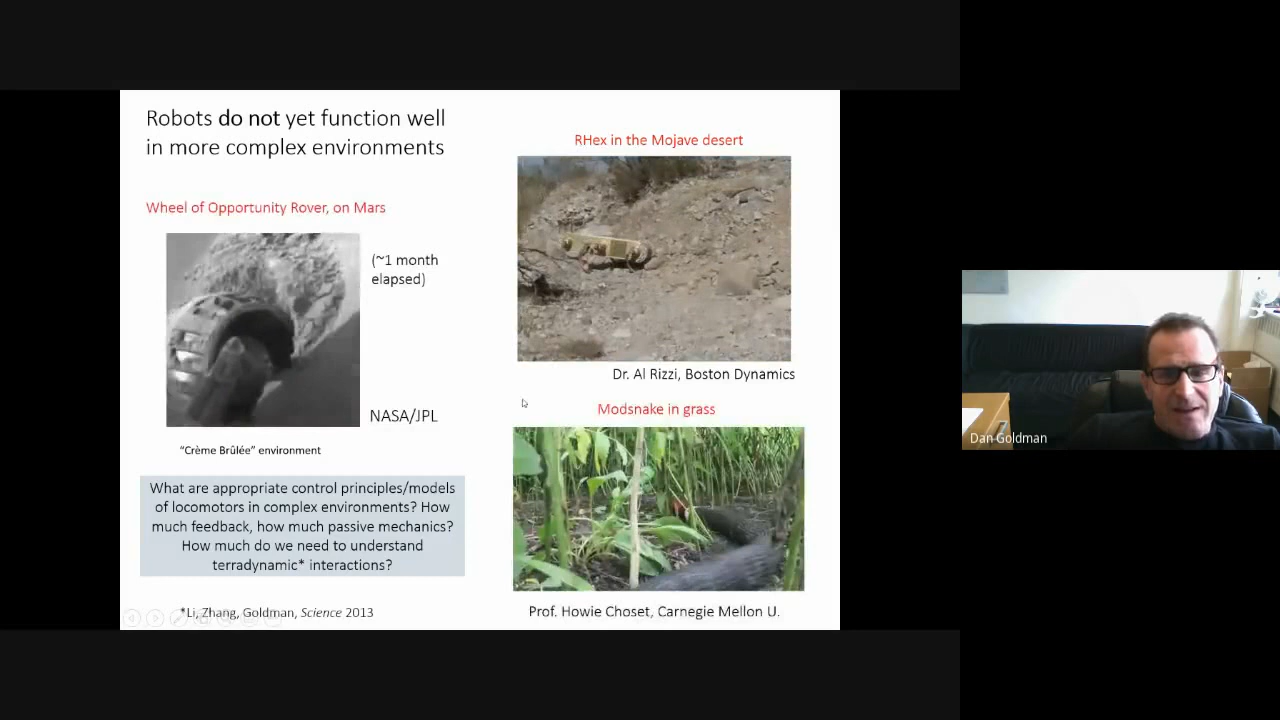 Robots do not yet function well
in more complex environments
Wheel of Opportunity Rover, on Mars
(~1 month
elapsed)
NASA/JPL
“Crème Brûlée” environment
What are appropriate control principles/models
of locomotors in complex environments? How
much feedback, how much passive mechanics?
How much do we need to understand
terradynamic* interactions?
*Li, Zhang, Goldman, Science 2013
RHex in the Mojave desert
Dr. Al Rizzi, Boston Dynamics
Modsnake in grass
Prof. Howie Choset, Carnegie Mellon U.
Dan Goldman